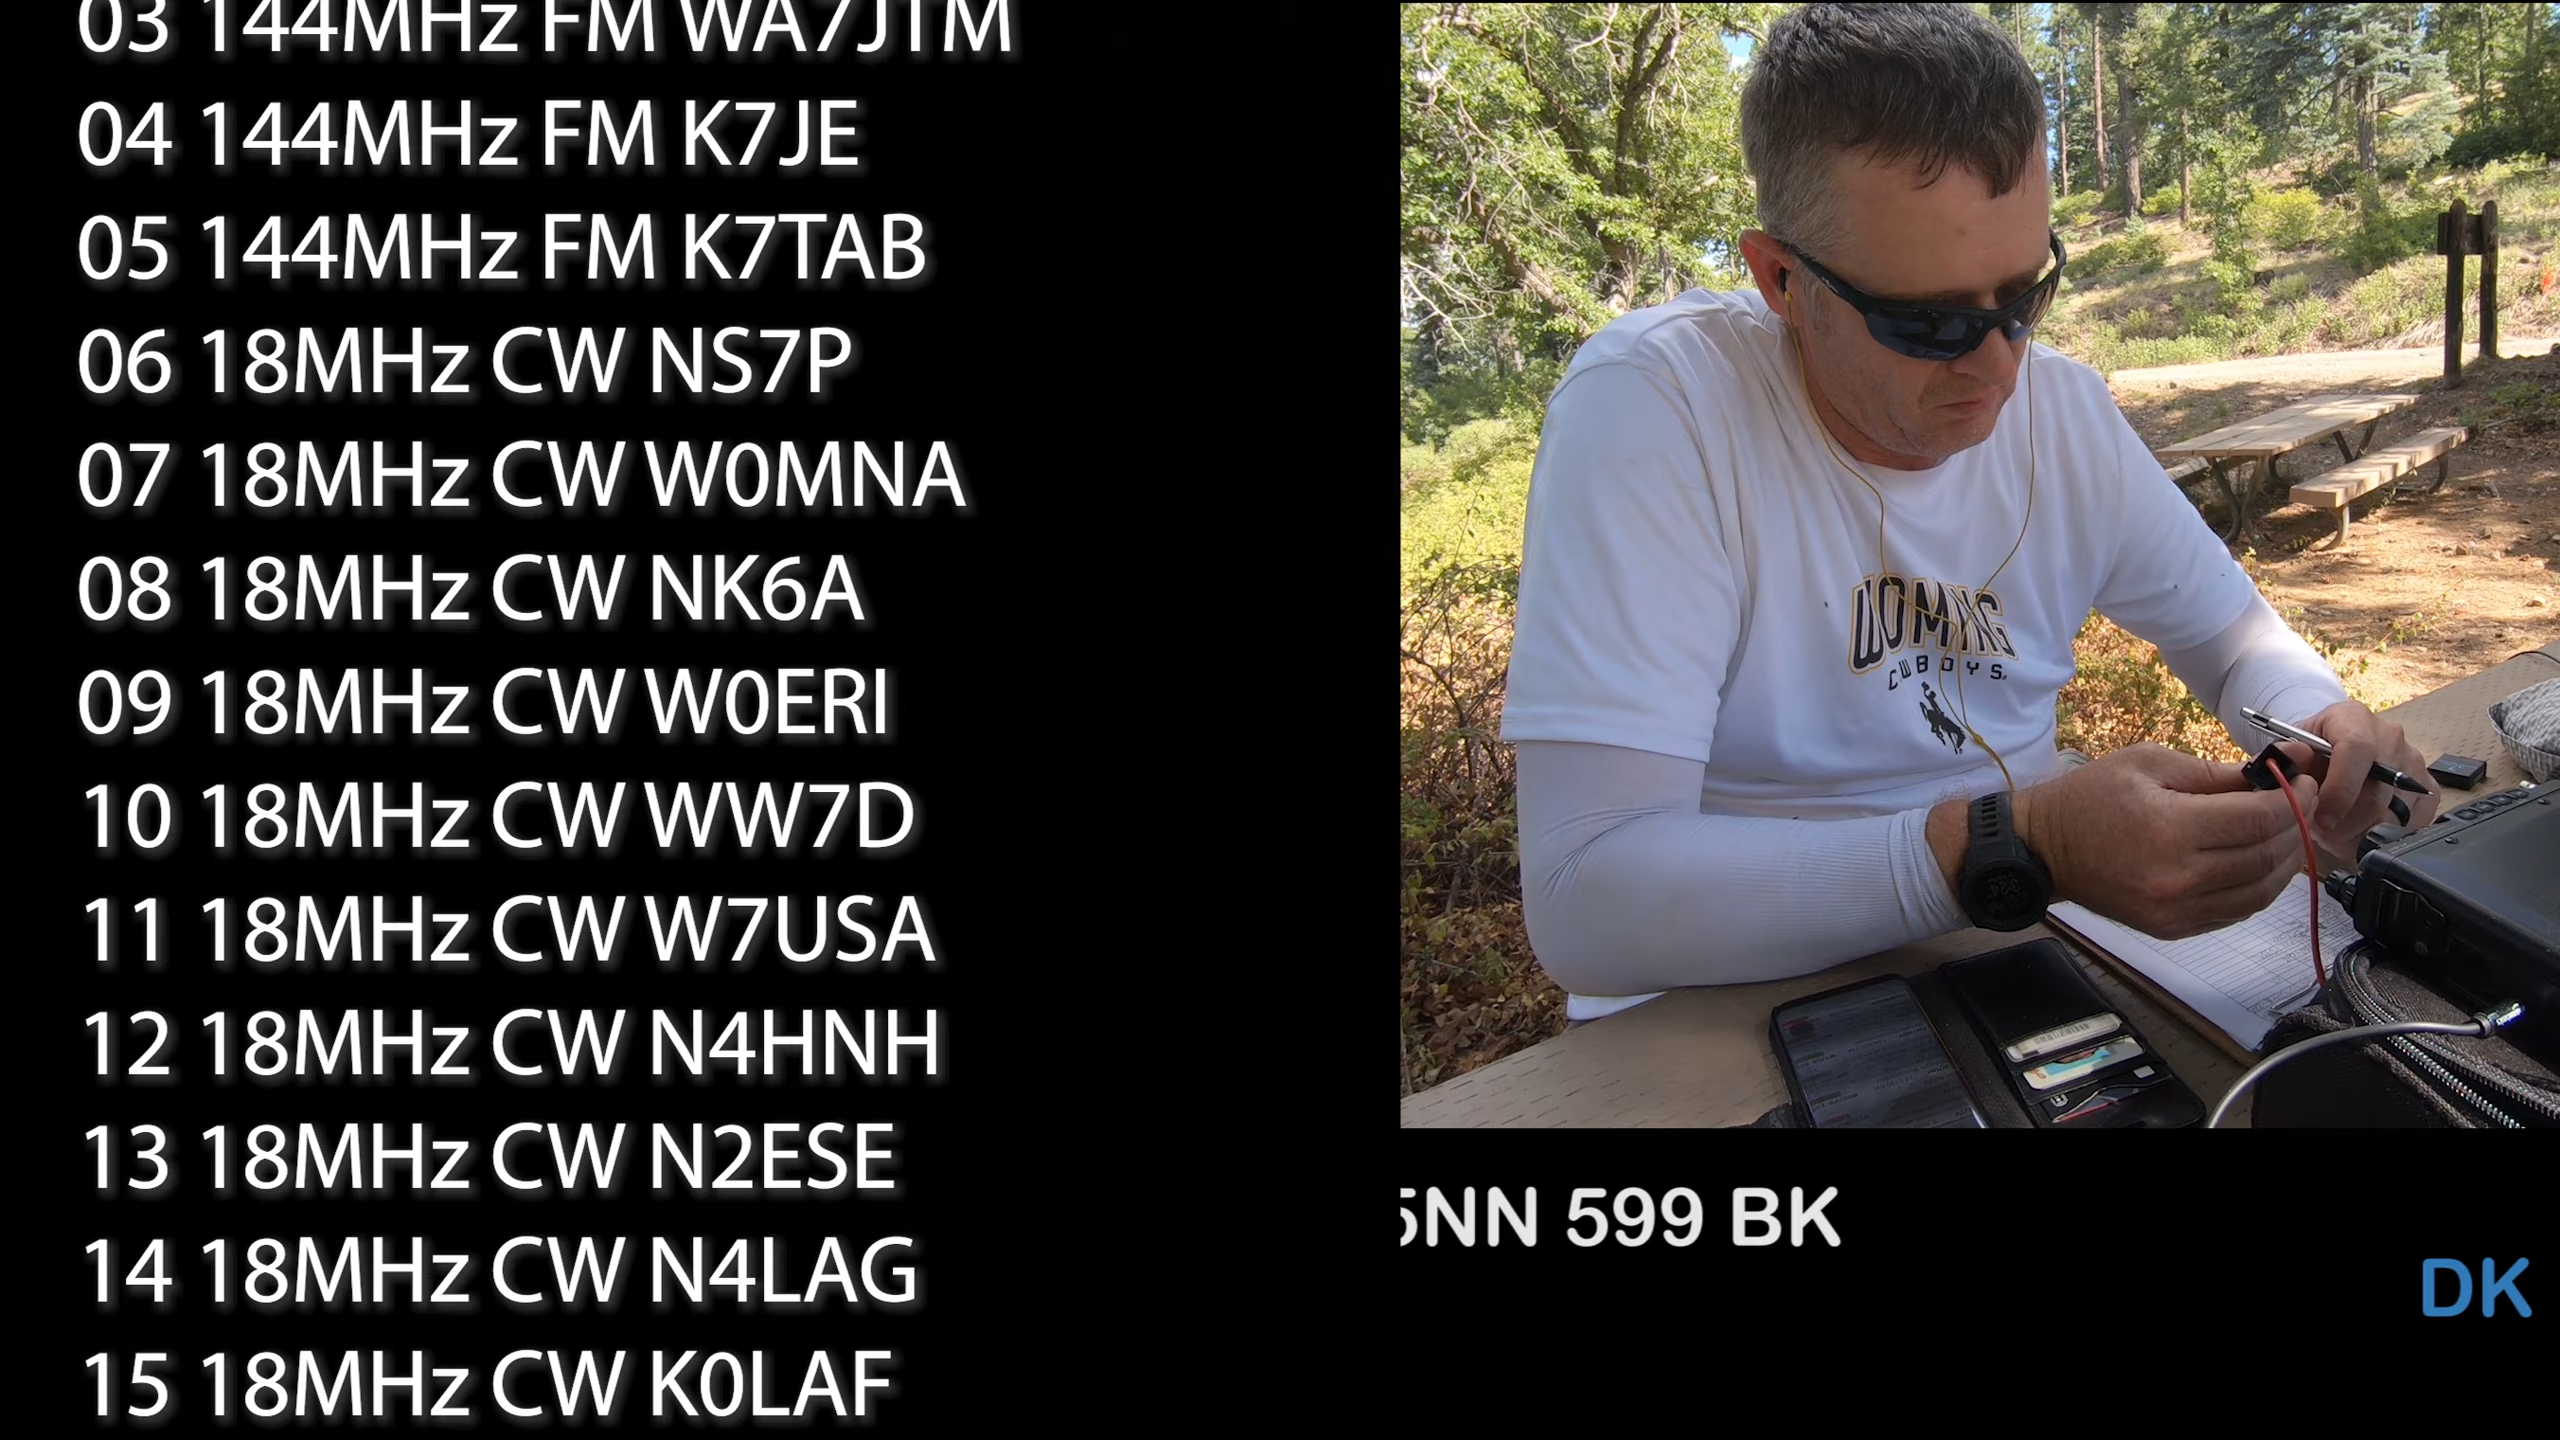 03 144MHz FM WA7JTM
04 144MHz FM K7JE
05 144MHz FM K7TAB
06 18MHz CW NS7P
07 18MHz CW W0MNA
08 18MHz CW NK6A
09 18MHz CW W0ERI
10 18MHz CW WW7D
11 18MHz CW W7USA
12 18MHz CW N4HNH
13 18MHz CW N2ESE
14 18MHz CW N4LAG
15 18MHz CW K0LAF
WYOMING
COWBOYS
3:24
5NN 599 BK
DK